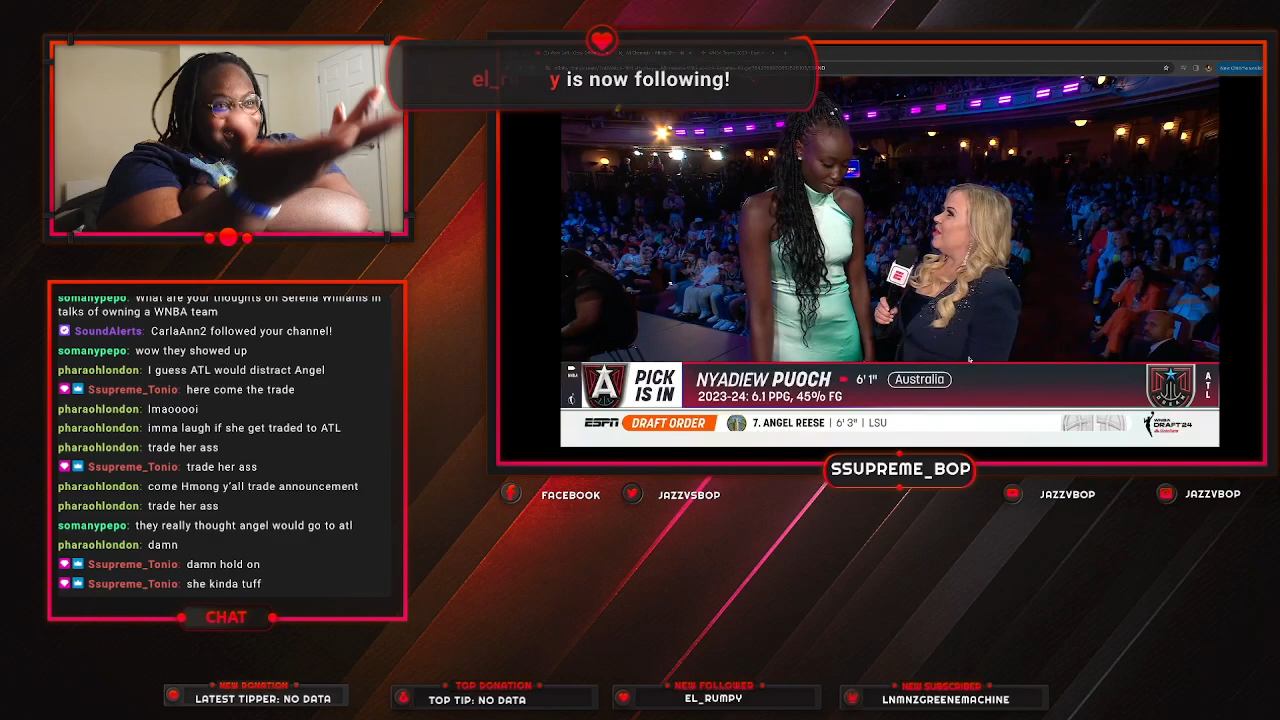 el_r y is now following!
somanypepo: What are your thoughts on Serena Williams in
talks of owning a WNBA team
SoundAlerts: CarlaAnn2 followed your channel!
somanypepo: wow they showed up
pharaohlondon: I guess ATL would distract Angel
Ssupreme_Tonio: here come the trade
pharaohlondon: lmaoooi
pharaohlondon: imma laugh if she get traded to ATL
pharaohlondon: trade her ass
Ssupreme_Tonio: trade her ass
pharaohlondon: come Hmong y'all trade announcement
pharaohlondon: trade her ass
somanypepo: they really thought angel would go to atl
pharaohlondon: damn
Ssupreme_Tonio: damn hold on
Ssupreme_Tonio: she kinda tuff
CHAT
A
PICK
IS IN
NYADIEW PUOCH 6' 1" Australia
2023-24: 6.1 PPG, 45% FG
ATL
ESPN DRAFT ORDER 7. ANGEL REESE | 6' 3" | LSU
WNBA
DRAFT'24
SSUPREME_BOP
FACEBOOK
JAZZVSBOP
JAZZVBOP
JAZZVBOP
NEW DONATION
LATEST TIPPER: NO DATA
TOP DONATION
TOP TIP: NO DATA
NEW FOLLOWER
EL_RUMPY
NEW SUBSCRIBER
LNMNZGREENEMACHINE